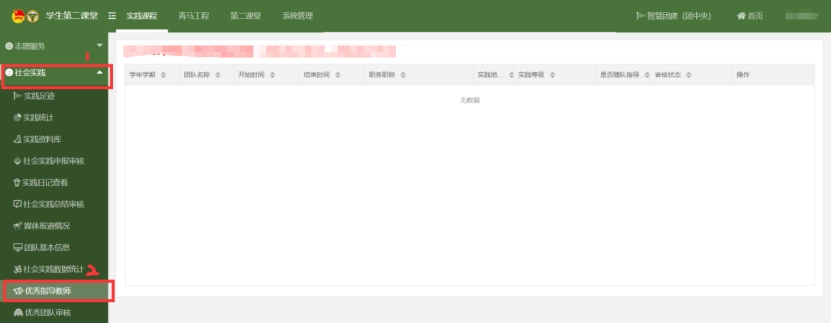 学生第二课堂 实践课程 青马工程 第二课堂 系统管理 智慧团建（团中央） 首页
志愿服务
1
社会实践
学年学期 团队名称 开始时间 结束时间 职务职称 实践地... 实践等级 是否随队指导... 审核状态 操作
无数据
实践足迹
实践统计
实践资料库
社会实践申报审核
实践日记查看
社会实践总结审核
媒体报道情况
团队基本信息
社会实践数据统计 2
优秀指导教师
优秀团队审核